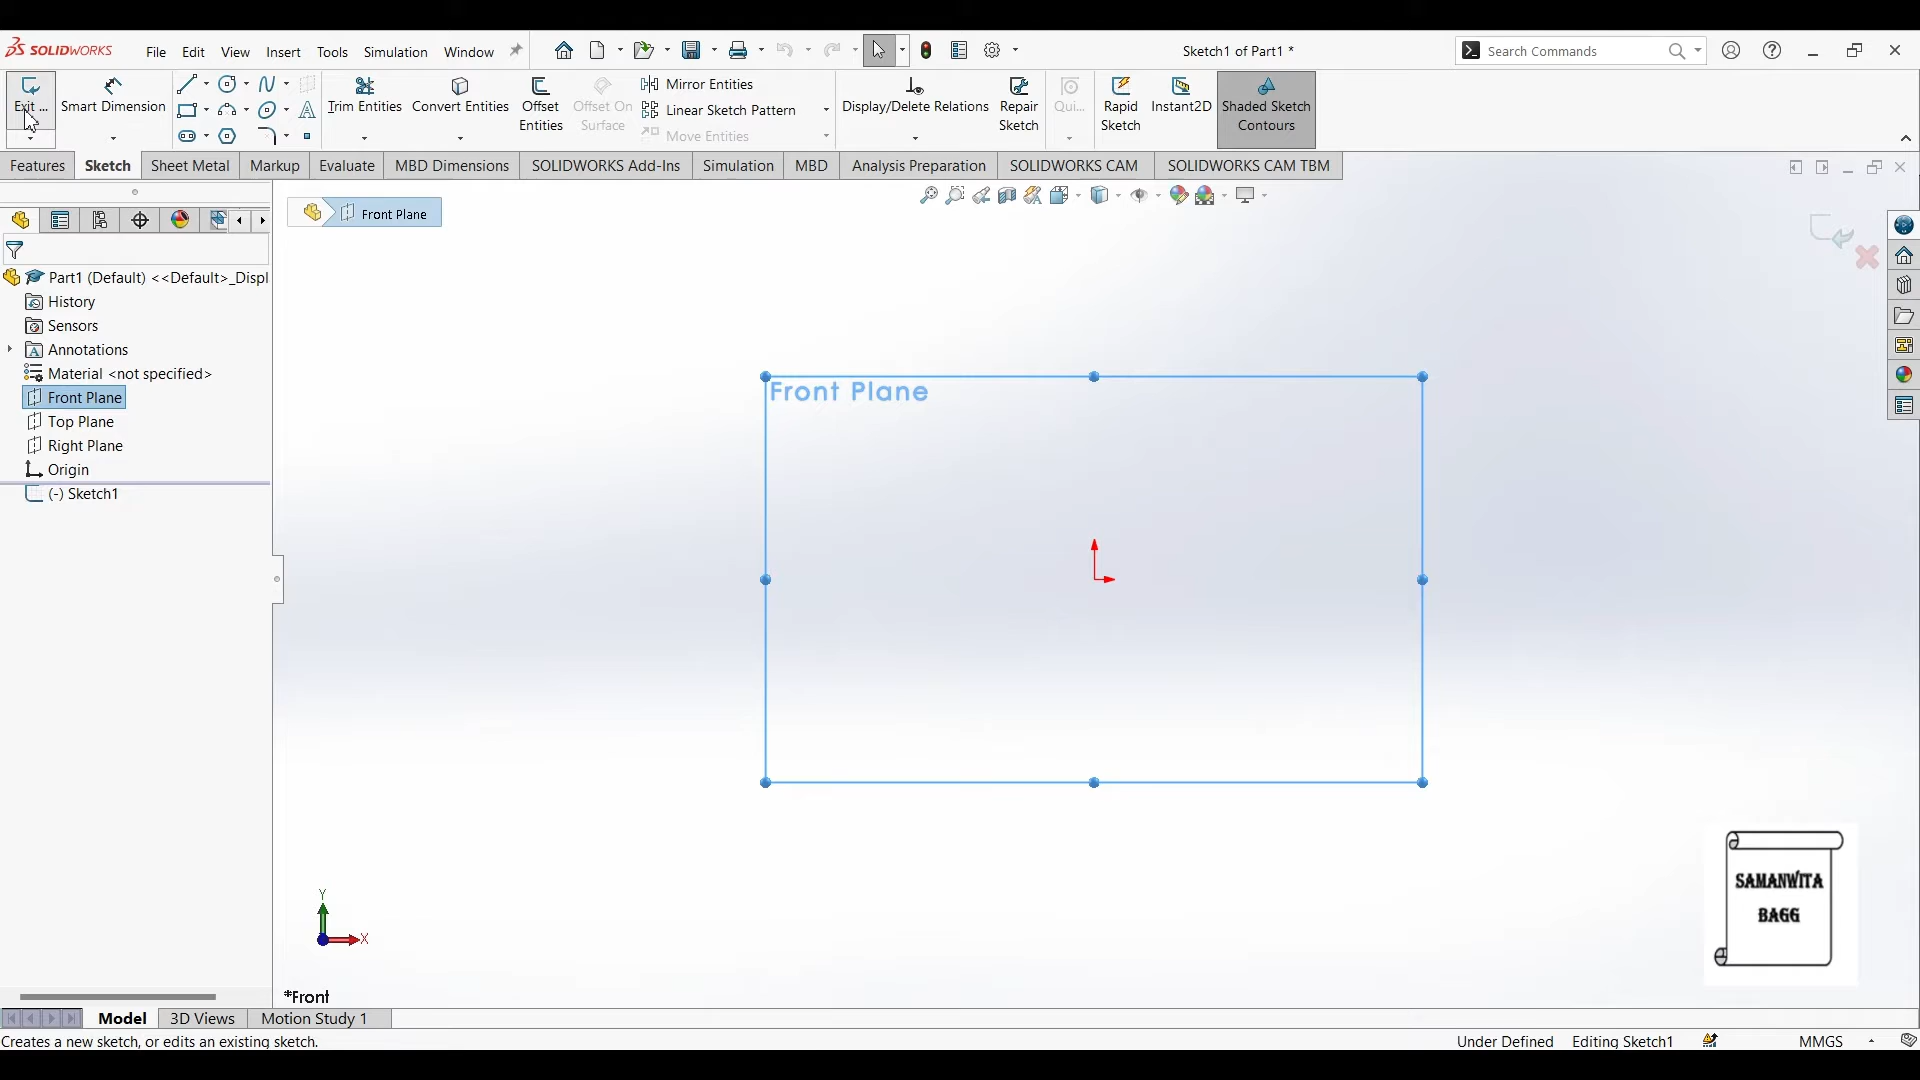 SOLIDWORKS
File Edit View Insert Tools Simulation Window
Sketch1 of Part1 *
Search Commands
Exit ...
Smart Dimension
Trim Entities
Convert Entities
Offset
Entities
Offset On
Surface
Mirror Entities
Linear Sketch Pattern
Move Entities
Display/Delete Relations
Repair
Sketch
Qui...
Rapid
Sketch
Instant2D
Shaded Sketch
Contours
Features Sketch Sheet Metal Markup Evaluate MBD Dimensions SOLIDWORKS Add-Ins Simulation MBD Analysis Preparation SOLIDWORKS CAM SOLIDWORKS CAM TBM
Front Plane
Part1 (Default) <<Default>_Displ
History
Sensors
Annotations
Material <not specified>
Front Plane
Top Plane
Right Plane
Origin
(-) Sketch1
Front Plane
SAMANWITA
BAGG
Y
X
*Front
Model 3D Views Motion Study 1
Creates a new sketch, or edits an existing sketch.
Under Defined Editing Sketch1 MMGS